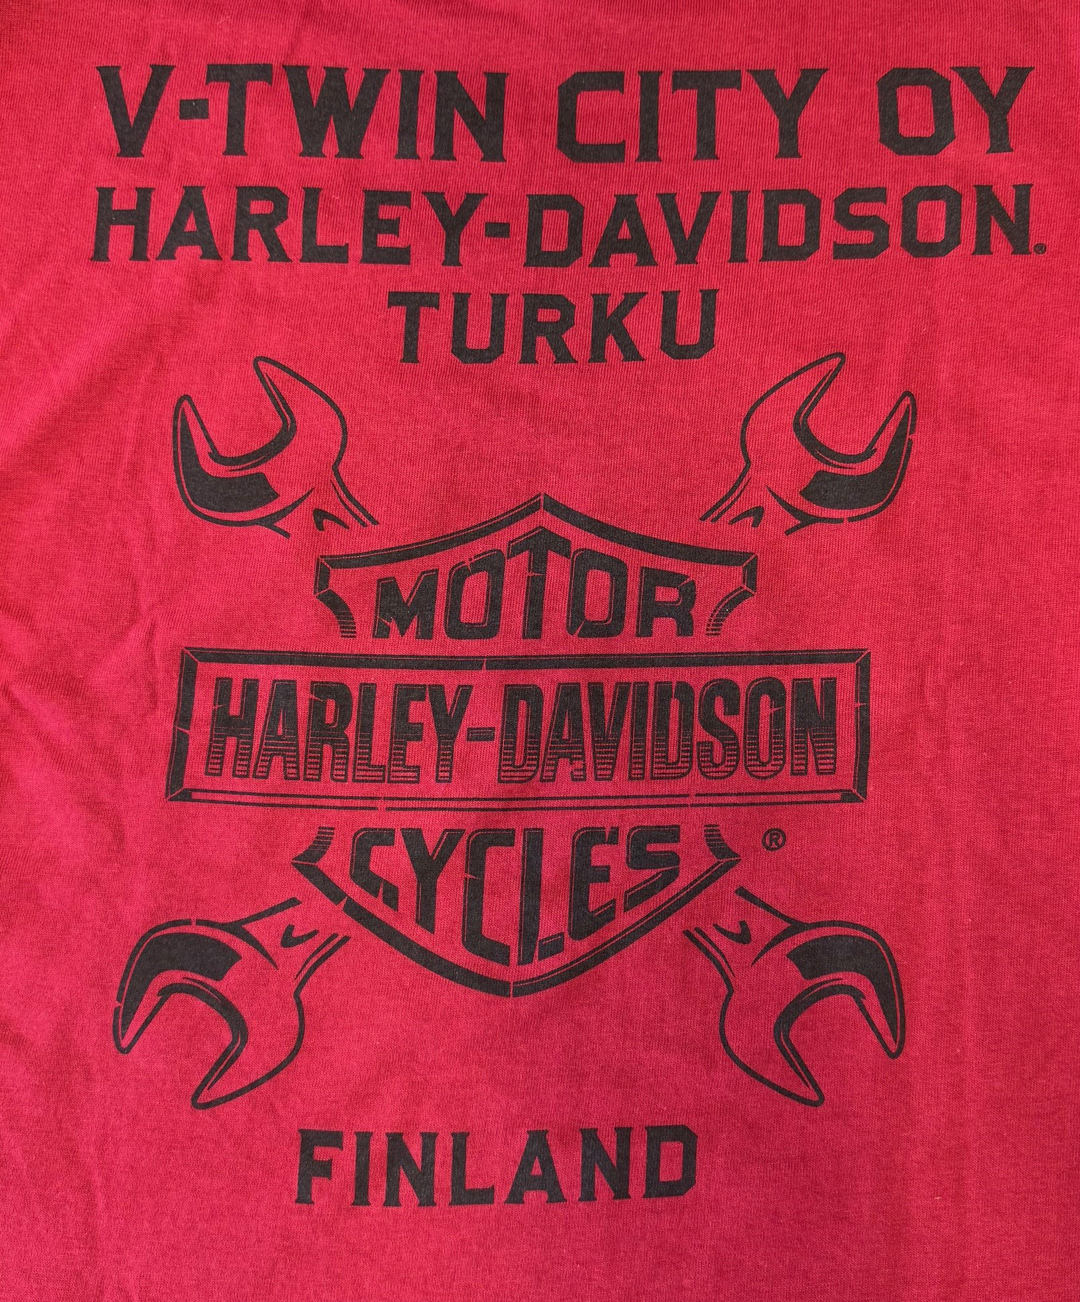 V-TWIN CITY OY
HARLEY-DAVIDSON®
TURKU
MOTOR
HARLEY-DAVIDSON
CYCLES ®
FINLAND